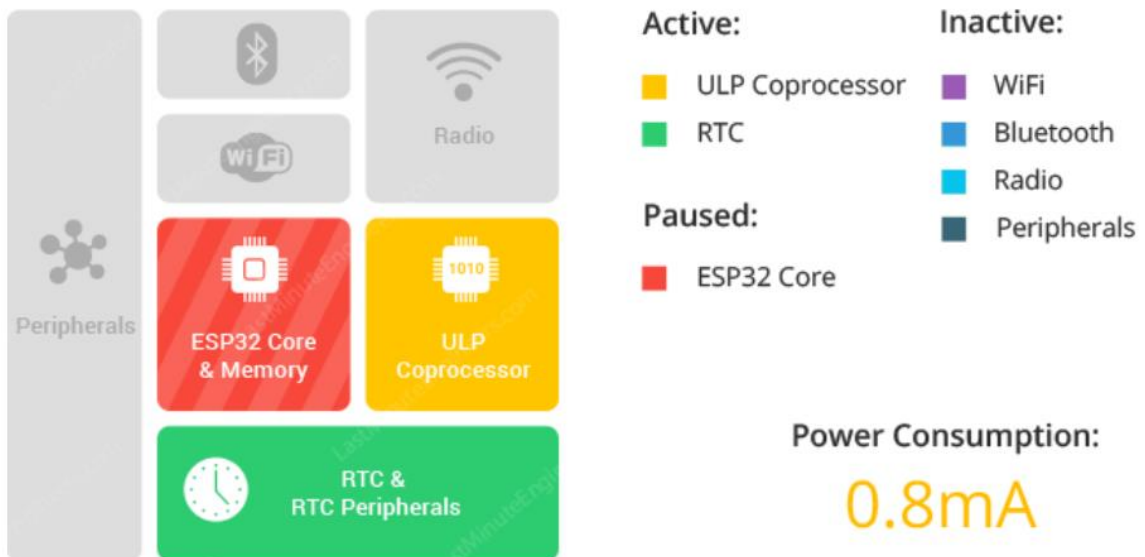 Peripherals
WiFi
Radio
ESP32 Core
& Memory
1010
ULP
Coprocessor
RTC &
RTC Peripherals
Active:
ULP Coprocessor
RTC
Paused:
ESP32 Core
Inactive:
WiFi
Bluetooth
Radio
Peripherals
Power Consumption:
0.8mA